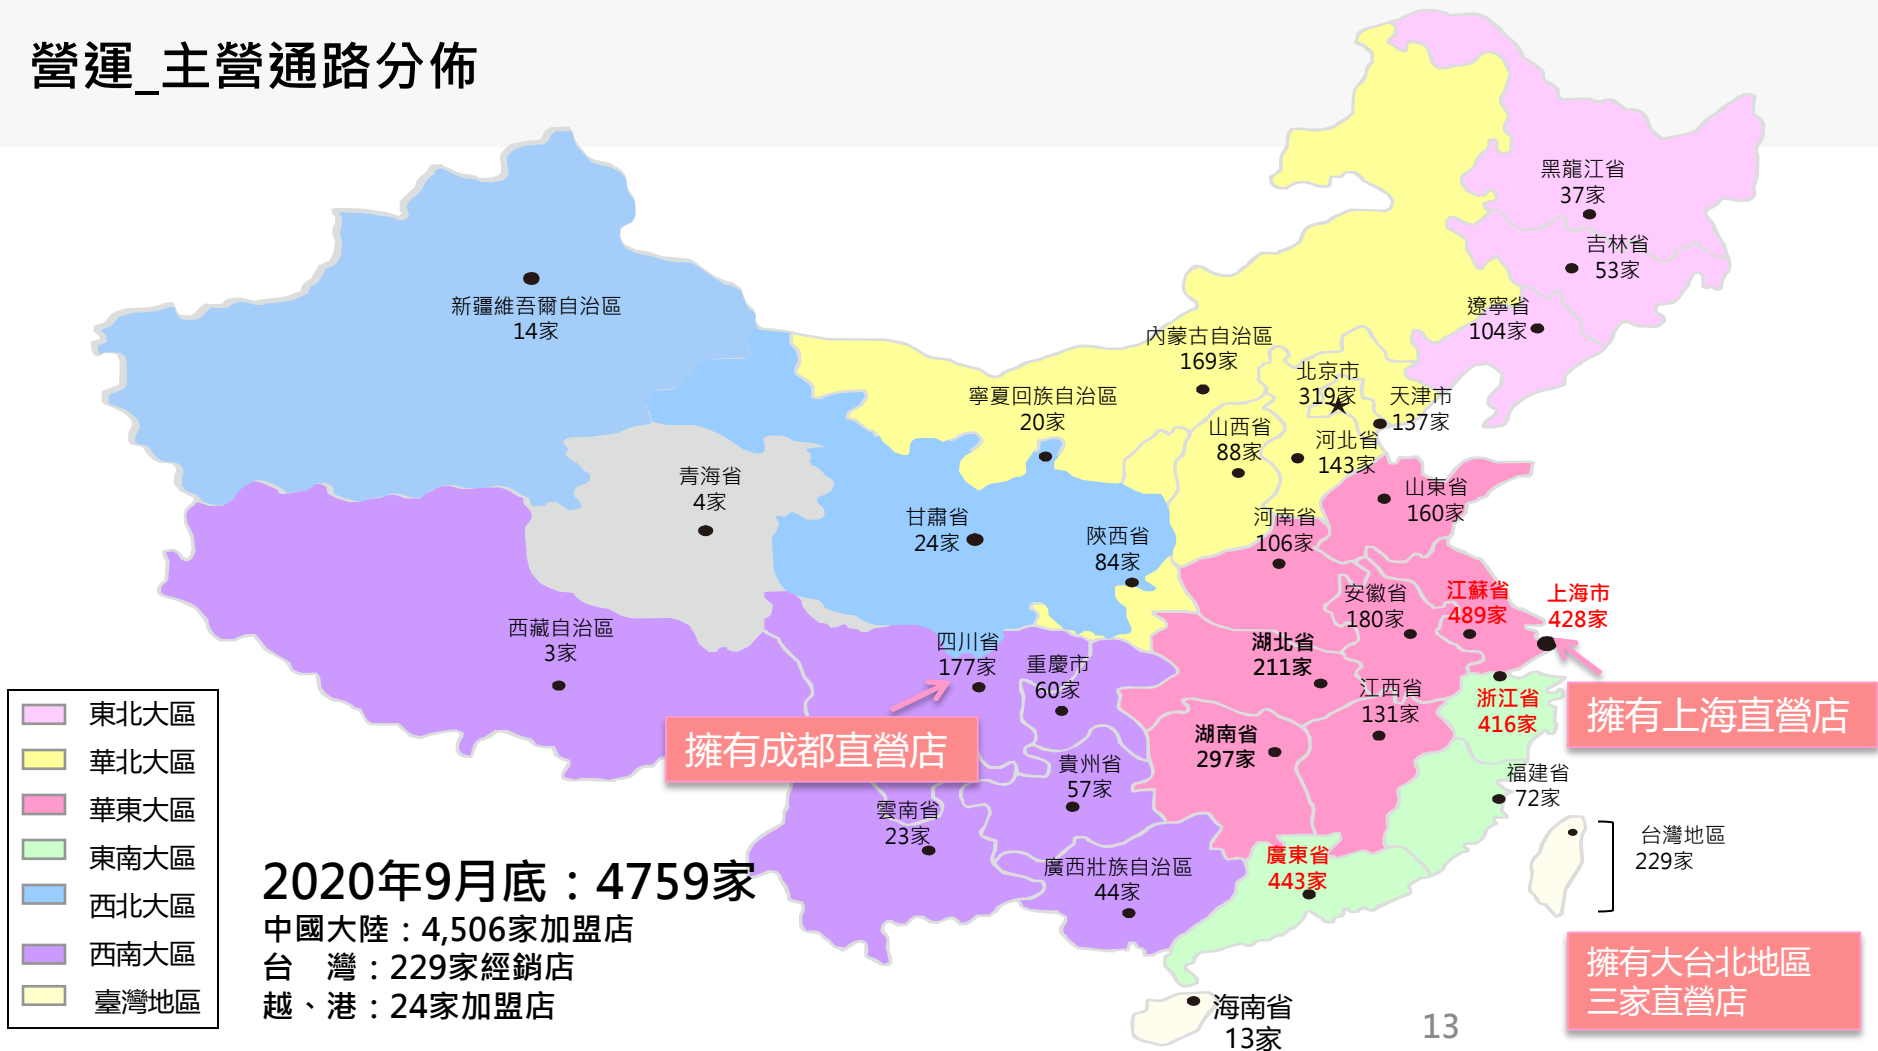 營運_主營通路分佈
黑龍江省
37家
吉林省
53家
遼寧省
104家
新疆維吾爾自治區
14家
內蒙古自治區
169家
北京市
319家
寧夏回族自治區
20家
天津市
137家
山西省
88家
河北省
143家
青海省
4家
山東省
160家
甘肅省
24家
陝西省
84家
河南省
106家
安徽省
180家
江蘇省
489家
上海市
428家
西藏自治區
3家
四川省
177家
重慶市
60家
湖北省
211家
江西省
131家
浙江省
416家
擁有上海直營店
擁有成都直營店
湖南省
297家
貴州省
57家
福建省
72家
雲南省
23家
廣西壯族自治區
44家
廣東省
443家
台灣地區
229家
東北大區
華北大區
華東大區
東南大區
西北大區
西南大區
臺灣地區
2020年9月底：4759家
中國大陸：4,506家加盟店
台　灣：229家經銷店
越、港：24家加盟店
擁有大台北地區
三家直營店
海南省
13家
13